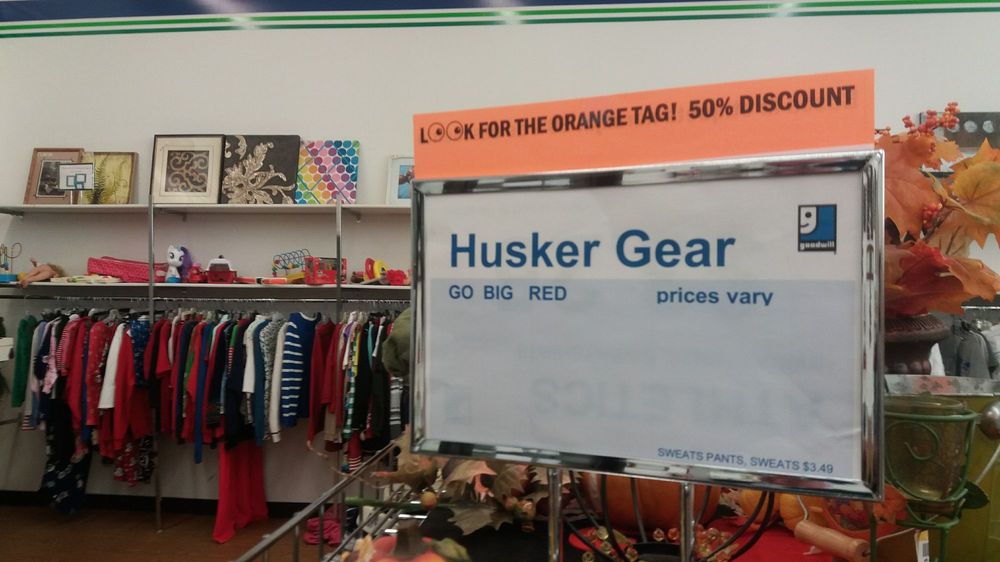 LOOK FOR THE ORANGE TAG! 50% DISCOUNT
goodwill
Husker Gear
GO BIG RED prices vary
SWEATS PANTS, SWEATS $3.49